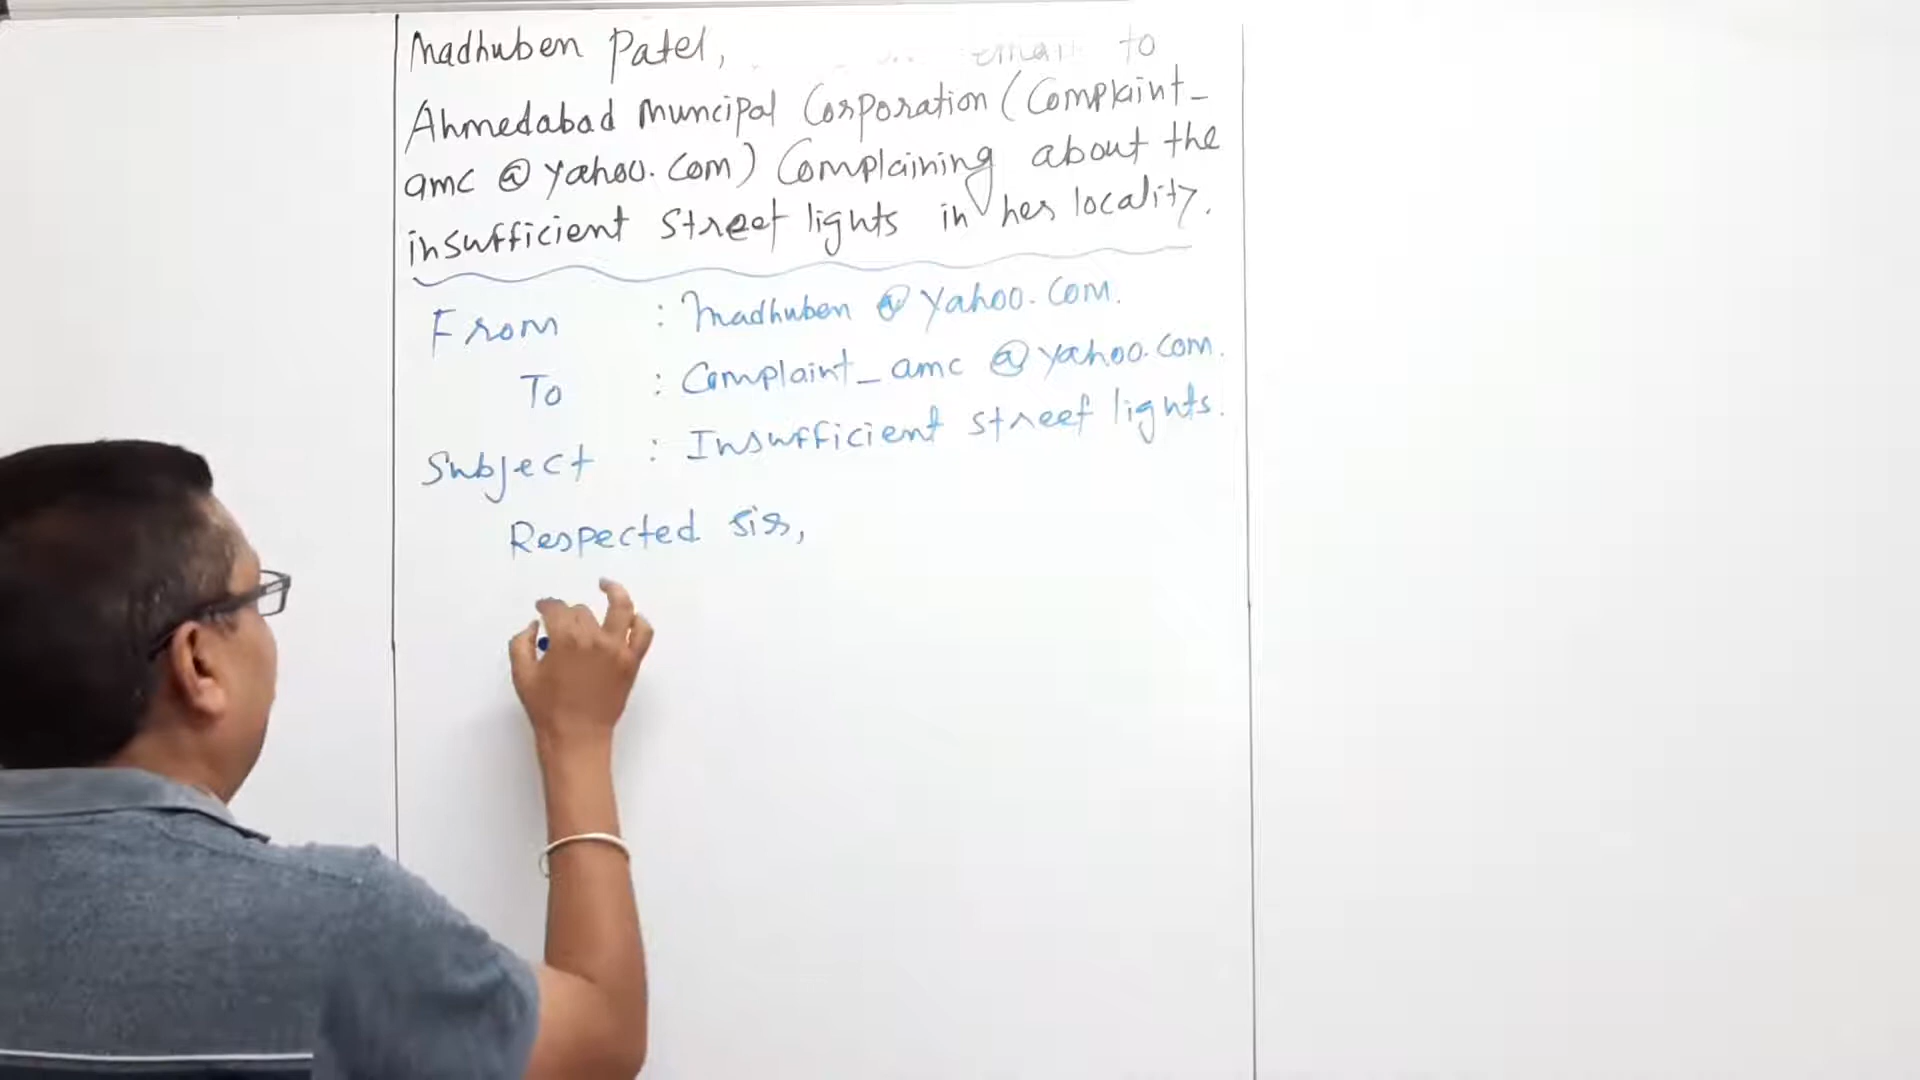 Madhuben Patel, email to
Ahmedabad Muncipal Corporation (Complaint_
amc @ yahoo.com) Complaining about the
insufficient street lights in her locality.
From : Madhuben @ yahoo.com.
To : Complaint_amc @ yahoo.com.
Subject : Insufficient street lights.
Respected sir,